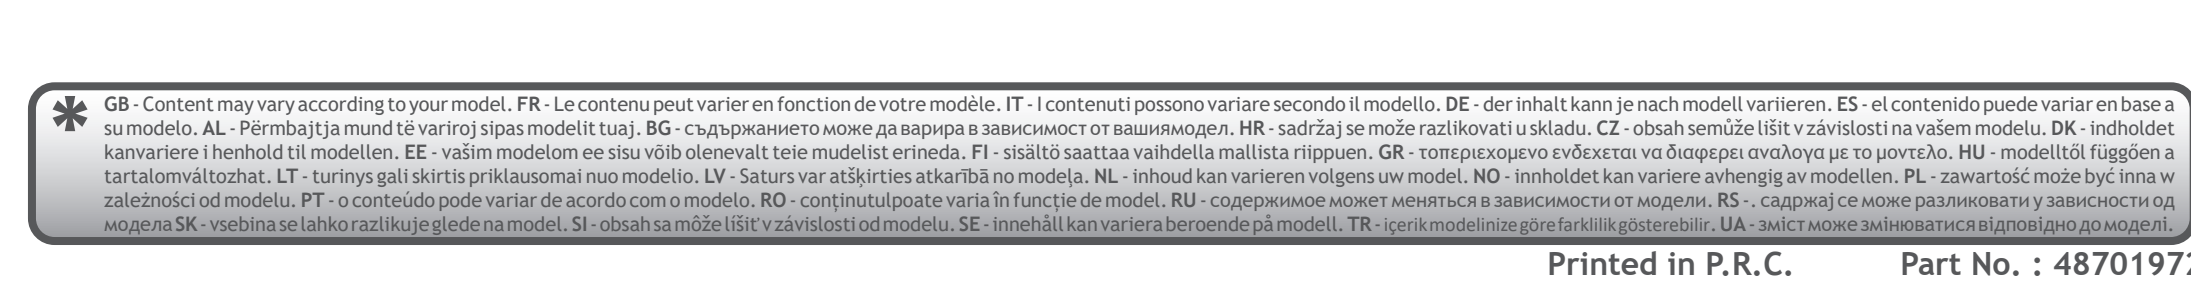 * GB - Content may vary according to your model. FR - Le contenu peut varier en fonction de votre modèle. IT - I contenuti possono variare secondo il modello. DE - der inhalt kann je nach modell variieren. ES - el contenido puede variar en base a
su modelo. AL - Përmbajtja mund të variroj sipas modelit tuaj. BG - съдържанието може да варира в зависимост от вашиямодел. HR - sadržaj se može razlikovati u skladu. CZ - obsah semůže lišit v závislosti na vašem modelu. DK - indholdet
kanvariere i henhold til modellen. EE - vašim modelom ee sisu võib olenevalt teie mudelist erineda. FI - sisältö saattaa vaihdella mallista riippuen. GR - τοπεριεχομενο ενδεχεται να διαφερει αναλογα με το μοντελο. HU - modelltől függően a
tartalomváltozhat. LT - turinys gali skirtis priklausomai nuo modelio. LV - Saturs var atšķirties atkarībā no modeļa. NL - inhoud kan varieren volgens uw model. NO - innholdet kan variere avhengig av modellen. PL - zawartość może być inna w
zależności od modelu. PT - o conteúdo pode variar de acordo com o modelo. RO - conținutulpoate varia în funcție de model. RU - содержимое может меняться в зависимости от модели. RS -. садржај се може разликовати у зависности од
модела SK - vsebina se lahko razlikuje glede na model. SI - obsah sa môže líšiť v závislosti od modelu. SE - innehåll kan variera beroende på modell. TR - içerik modelinize göre farklilik gösterebilir. UA - зміст може змінюватися відповідно до моделі.
Printed in P.R.C. Part No. : 48701972